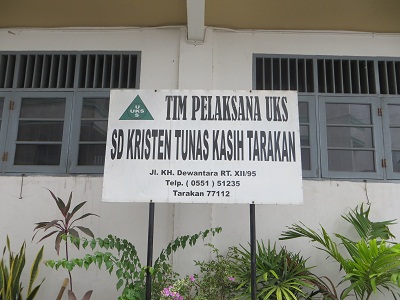 TIM PELAKSANA UKS
SD KRISTEN TUNAS KASIH TARAKAN
Jl. KH. Dewantara RT. XII/95
Telp. ( 0551 ) 51235
Tarakan 77112